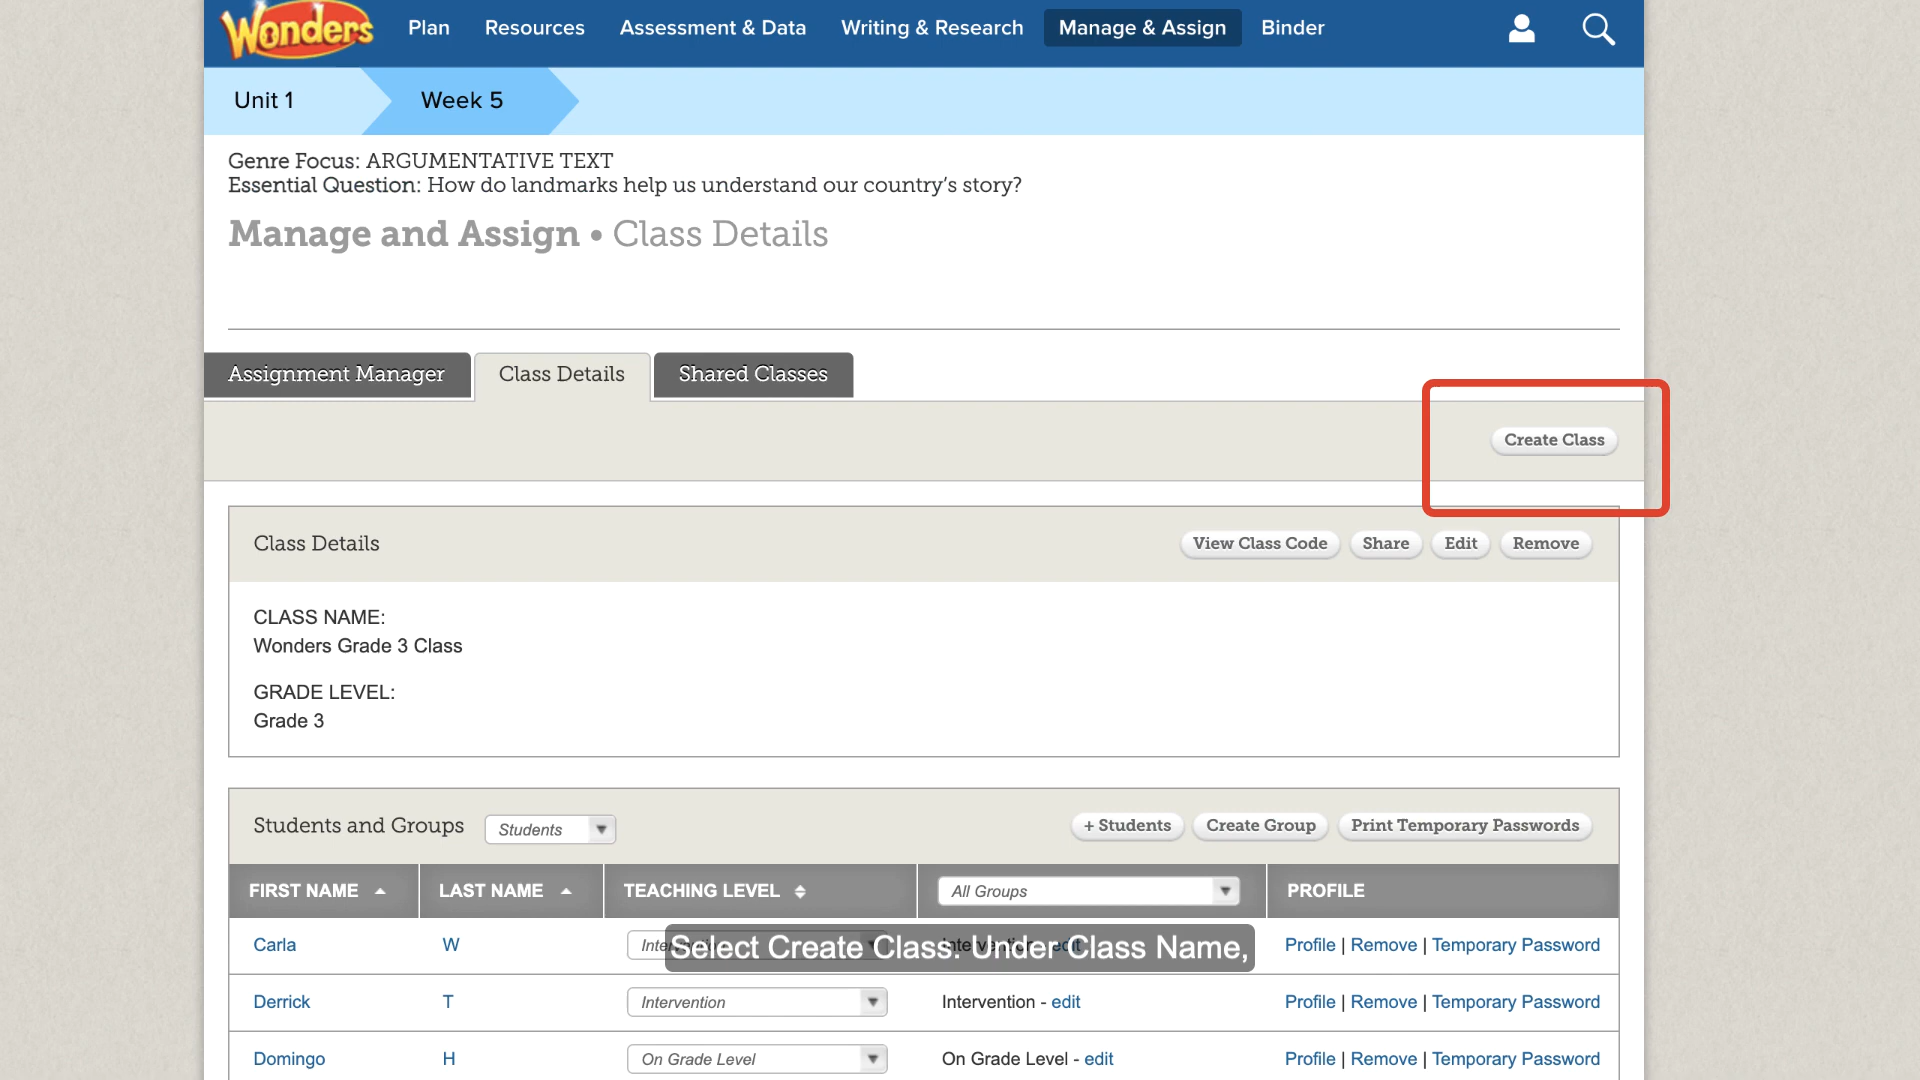 Wonders Plan Resources Assessment & Data Writing & Research Manage & Assign Binder
Unit 1 Week 5
Genre Focus: ARGUMENTATIVE TEXT
Essential Question: How do landmarks help us understand our country’s story?
Manage and Assign • Class Details
Assignment Manager Class Details Shared Classes
Create Class
Class Details View Class Code Share Edit Remove
CLASS NAME:
Wonders Grade 3 Class
GRADE LEVEL:
Grade 3
Students and Groups Students + Students Create Group Print Temporary Passwords
FIRST NAME LAST NAME TEACHING LEVEL All Groups PROFILE
Carla W Intervention Intervention - edit Profile | Remove | Temporary Password
Select Create Class. Under Class Name,
Derrick T Intervention Intervention - edit Profile | Remove | Temporary Password
Domingo H On Grade Level On Grade Level - edit Profile | Remove | Temporary Password